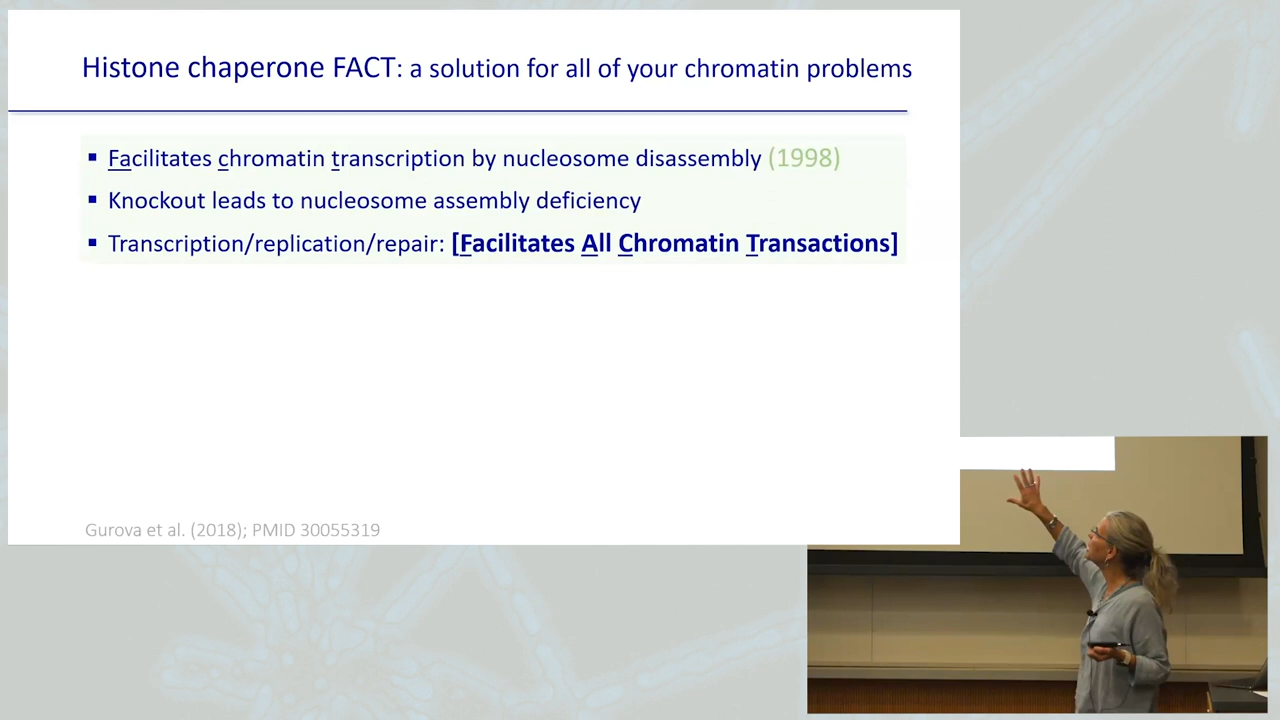 Histone chaperone FACT: a solution for all of your chromatin problems
▪ Facilitates chromatin transcription by nucleosome disassembly (1998)
▪ Knockout leads to nucleosome assembly deficiency
▪ Transcription/replication/repair: [Facilitates All Chromatin Transactions]
Gurova et al. (2018); PMID 30055319